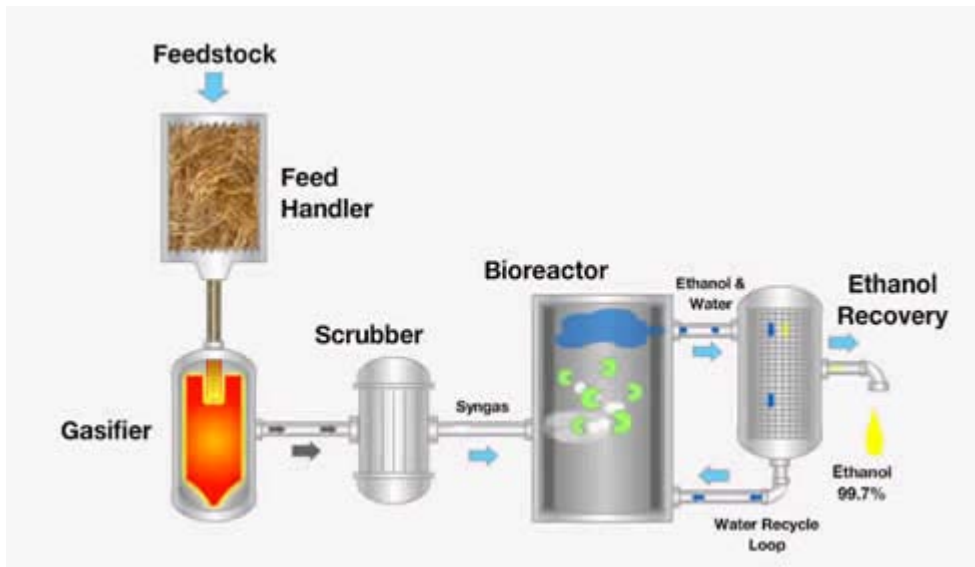 Feedstock
Feed
Handler
Bioreactor
Ethanol &
Water
Ethanol
Recovery
Scrubber
Syngas
Gasifier
Ethanol
99.7%
Water Recycle
Loop